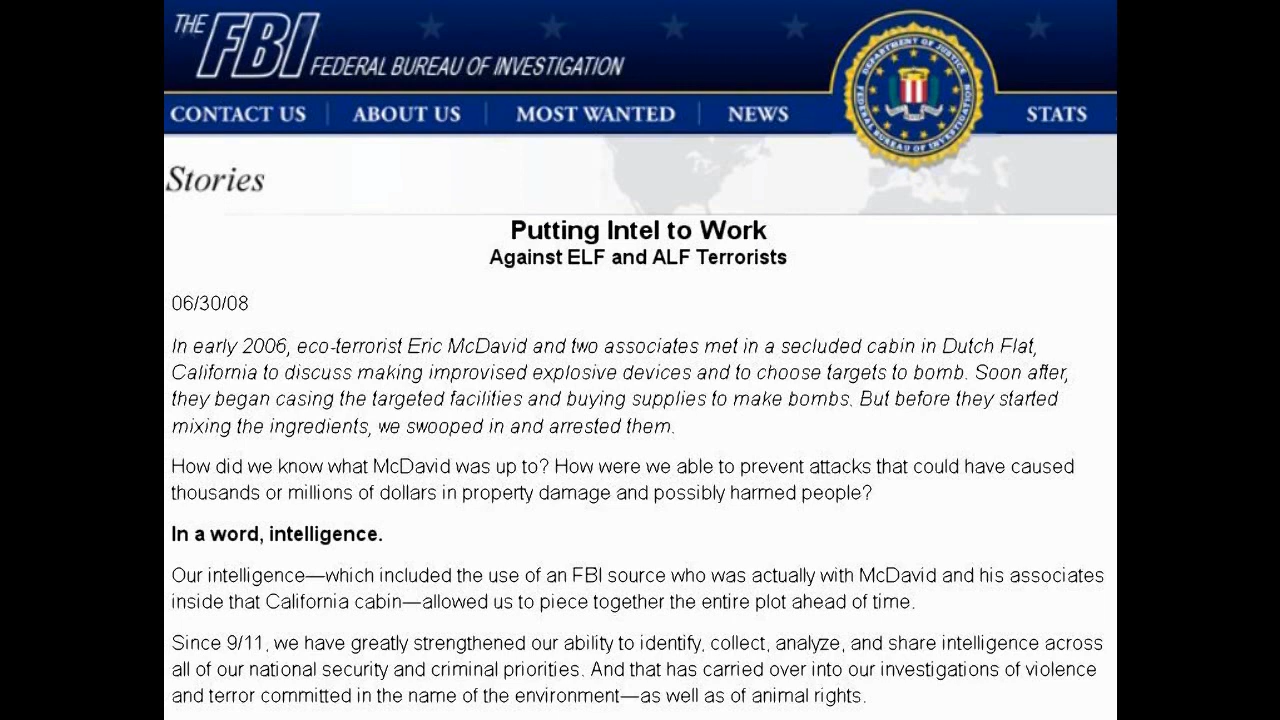 THE FBI FEDERAL BUREAU OF INVESTIGATION
DEPARTMENT OF JUSTICE
FEDERAL BUREAU OF INVESTIGATION
CONTACT US ABOUT US MOST WANTED NEWS STATS
Stories
Putting Intel to Work
Against ELF and ALF Terrorists
06/30/08
In early 2006, eco-terrorist Eric McDavid and two associates met in a secluded cabin in Dutch Flat,
California to discuss making improvised explosive devices and to choose targets to bomb. Soon after,
they began casing the targeted facilities and buying supplies to make bombs. But before they started
mixing the ingredients, we swooped in and arrested them.
How did we know what McDavid was up to? How were we able to prevent attacks that could have caused
thousands or millions of dollars in property damage and possibly harmed people?
In a word, intelligence.
Our intelligence—which included the use of an FBI source who was actually with McDavid and his associates
inside that California cabin—allowed us to piece together the entire plot ahead of time.
Since 9/11, we have greatly strengthened our ability to identify, collect, analyze, and share intelligence across
all of our national security and criminal priorities. And that has carried over into our investigations of violence
and terror committed in the name of the environment—as well as of animal rights.